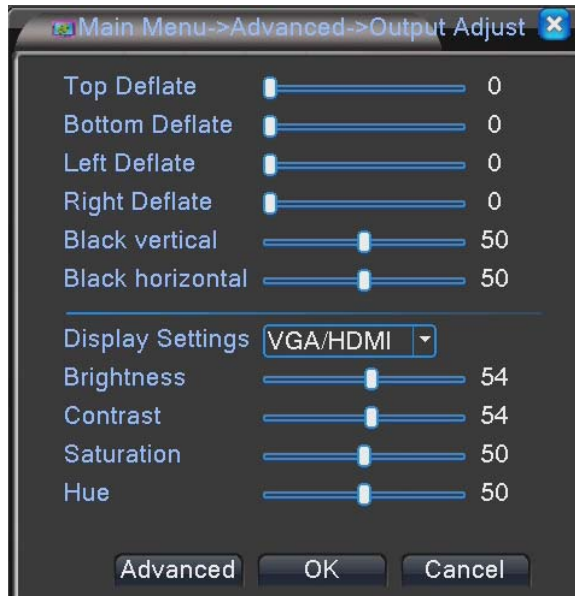 Main Menu->Advanced->Output Adjust
Top Deflate 0
Bottom Deflate 0
Left Deflate 0
Right Deflate 0
Black vertical 50
Black horizontal 50
Display Settings VGA/HDMI
Brightness 54
Contrast 54
Saturation 50
Hue 50
Advanced OK Cancel